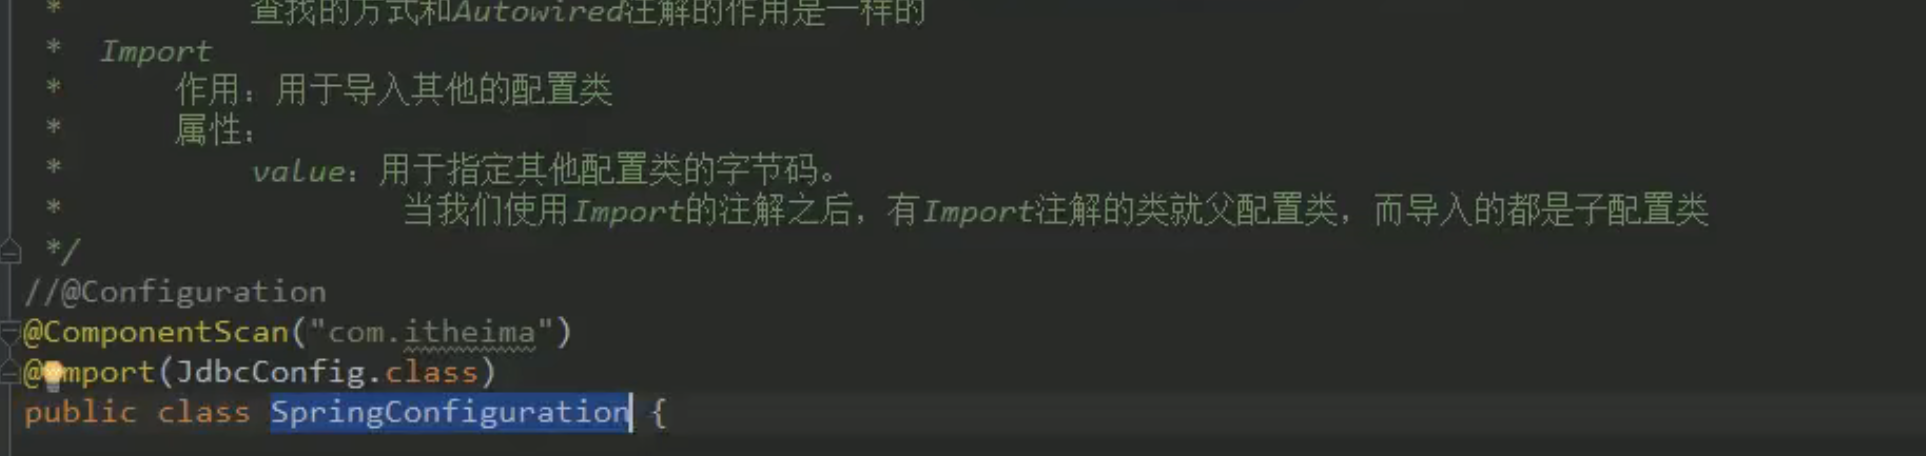 查找的方式和Autowired注解的作用是一样的
* Import
* 作用：用于导入其他的配置类
* 属性：
* value：用于指定其他配置类的字节码。
* 当我们使用Import的注解之后，有Import注解的类就父配置类，而导入的都是子配置类
*/
//@Configuration
@ComponentScan("com.itheima")
@Import(JdbcConfig.class)
public class SpringConfiguration {